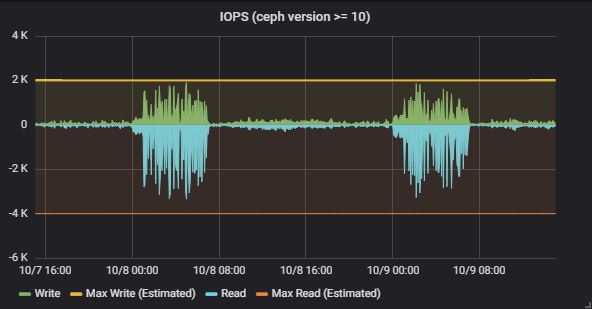 IOPS (ceph version >= 10)
4 K
2 K
0
-2 K
-4 K
-6 K
10/7 16:00 10/8 00:00 10/8 08:00 10/8 16:00 10/9 00:00 10/9 08:00
Write Max Write (Estimated) Read Max Read (Estimated)